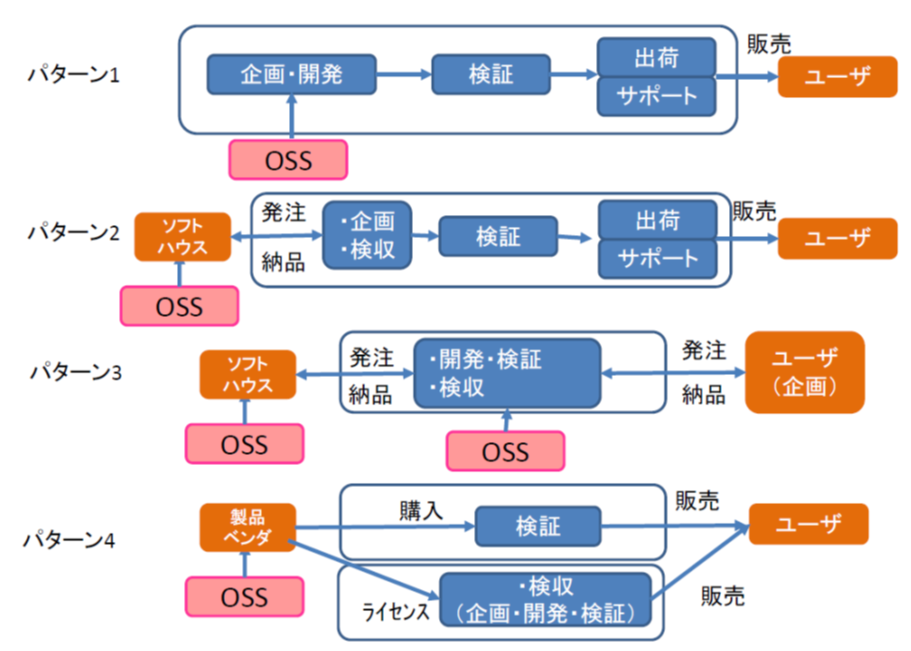 パターン1
企画・開発
検証
出荷
サポート
販売
ユーザ
OSS
パターン2
ソフト
ハウス
発注
納品
・企画
・検収
検証
出荷
サポート
販売
ユーザ
OSS
パターン3
ソフト
ハウス
発注
納品
・開発・検証
・検収
発注
納品
ユーザ
（企画）
OSS
OSS
パターン4
製品
ベンダ
購入
検証
販売
ユーザ
OSS
ライセンス
・検収
（企画・開発・検証）
販売